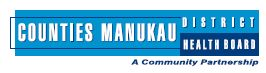 COUNTIES MANUKAU DISTRICT
HEALTH BOARD
A Community Partnership